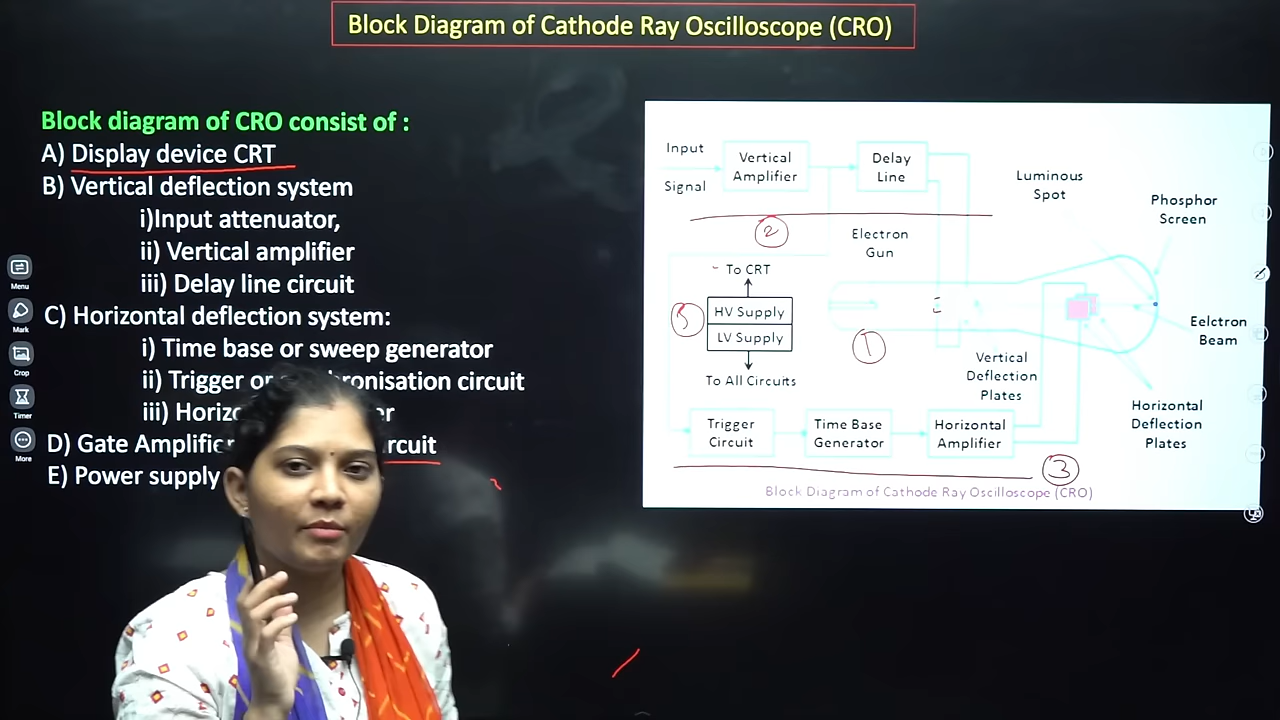 Block Diagram of Cathode Ray Oscilloscope (CRO)
Block diagram of CRO consist of :
A) Display device CRT
B) Vertical deflection system
i)Input attenuator,
ii) Vertical amplifier
iii) Delay line circuit
C) Horizontal deflection system:
i) Time base or sweep generator
ii) Trigger or
iii)
D) Gate
E) Power supply
Menu
Mark
Crop
Timer
More
Input
Signal
Vertical
Amplifier
Delay
Line
Luminous
Spot
Phosphor
Screen
2
Electron
Gun
To CRT
HV Supply
LV Supply
To All Circuits
1
Eelctron
Beam
Vertical
Deflection
Plates
Horizontal
Deflection
Plates
Trigger
Circuit
Time Base
Generator
Horizontal
Amplifier
3
Block Diagram of Cathode Ray Oscilloscope (CRO)